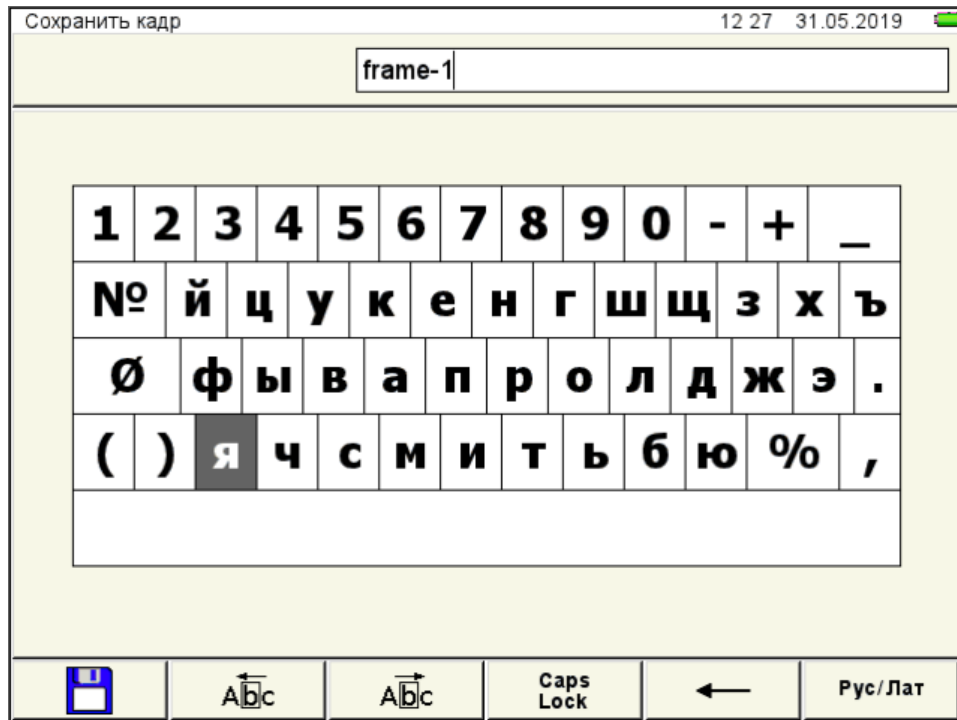 Сохранить кадр 12 27 31.05.2019
frame-1
1 2 3 4 5 6 7 8 9 0 - + _
№ й ц у к е н г ш щ з х ъ
Ø ф ы в а п р о л д ж э .
( ) я ч с м и т ь б ю % ,
Abc Abc Caps Lock ← Рус/Лат